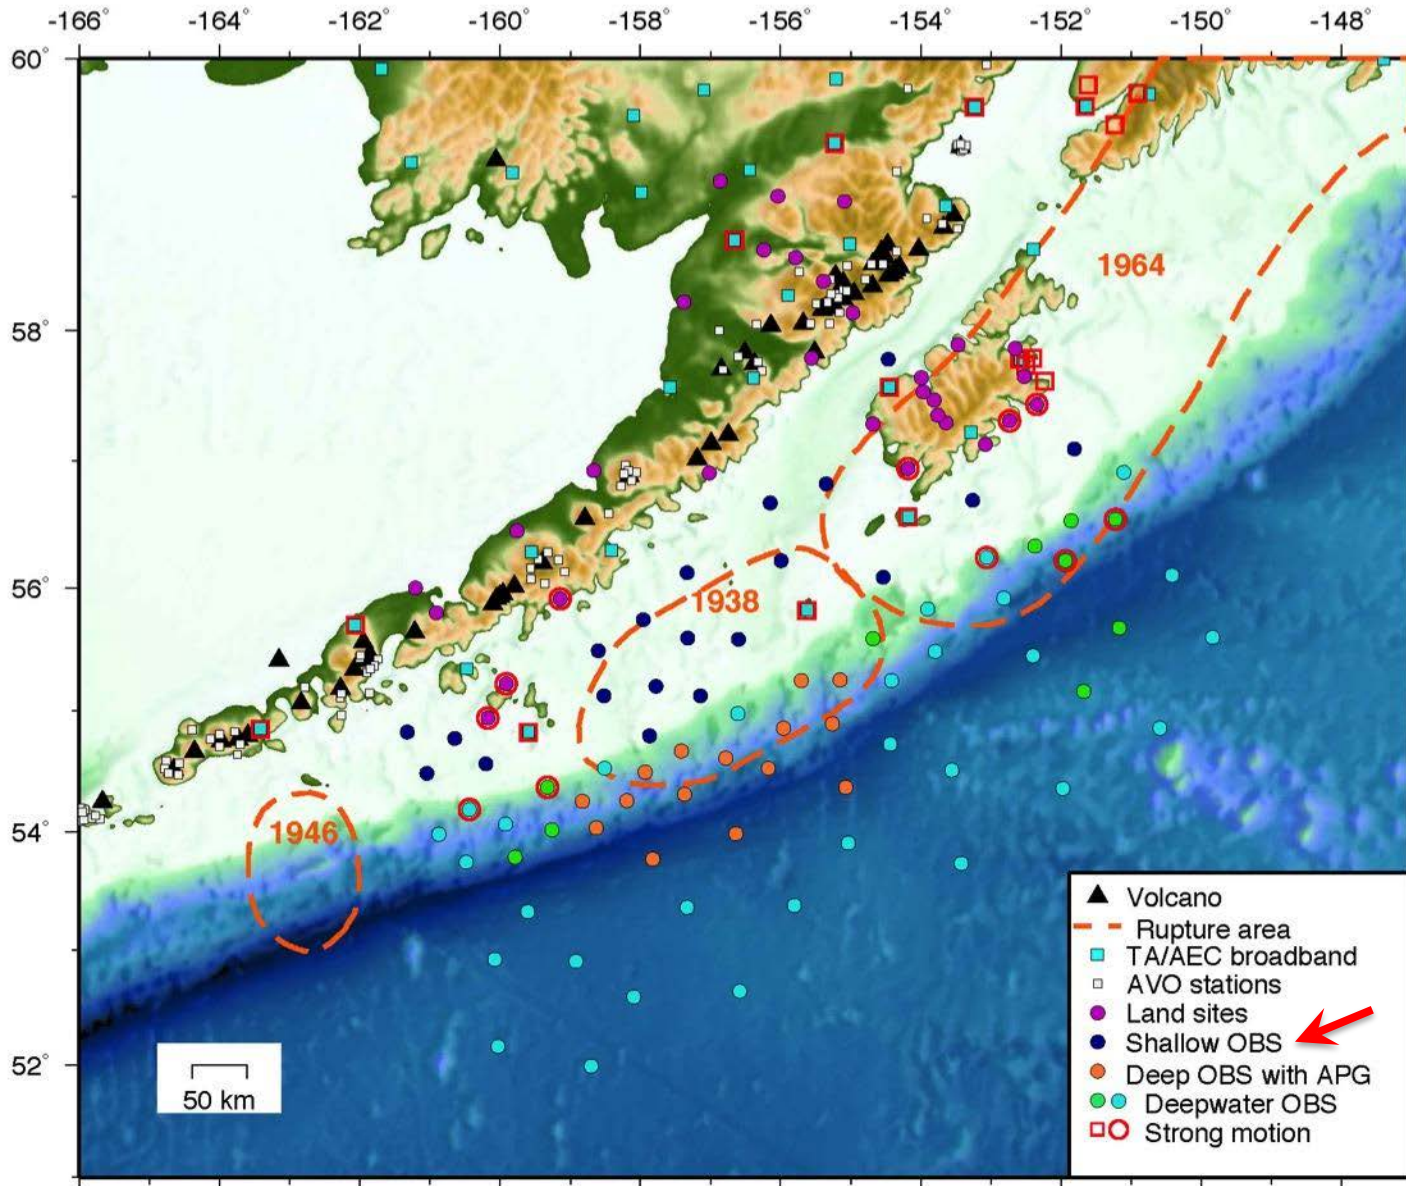 -166° -164° -162° -160° -158° -156° -154° -152° -150° -148°
60°
1964
58°
56°
1938
54°
1946
52°
50 km
Volcano
Rupture area
TA/AEC broadband
AVO stations
Land sites
Shallow OBS
Deep OBS with APG
Deepwater OBS
Strong motion